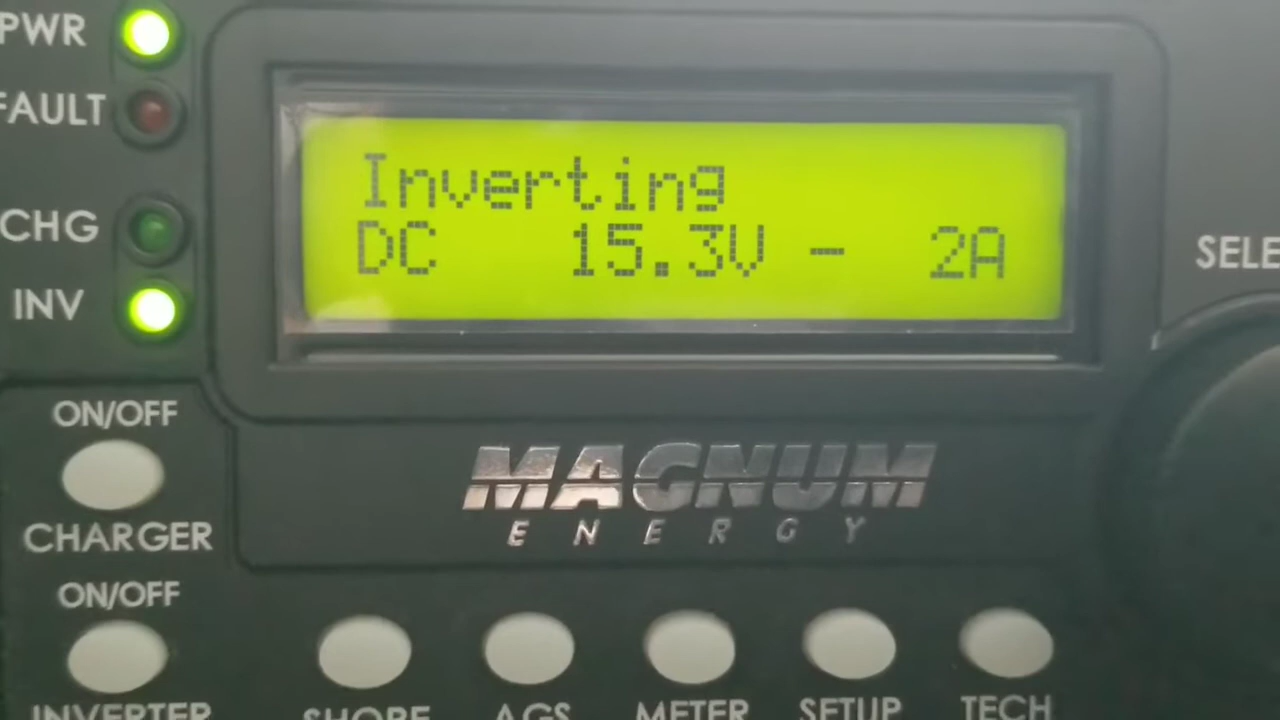 PWR
FAULT
CHG
INV
Inverting
DC 15.3V - 2A
SELE
ON/OFF
CHARGER
MAGNUM
ENERGY
ON/OFF
INVERTER
SHORE
AGS
METER
SETUP
TECH